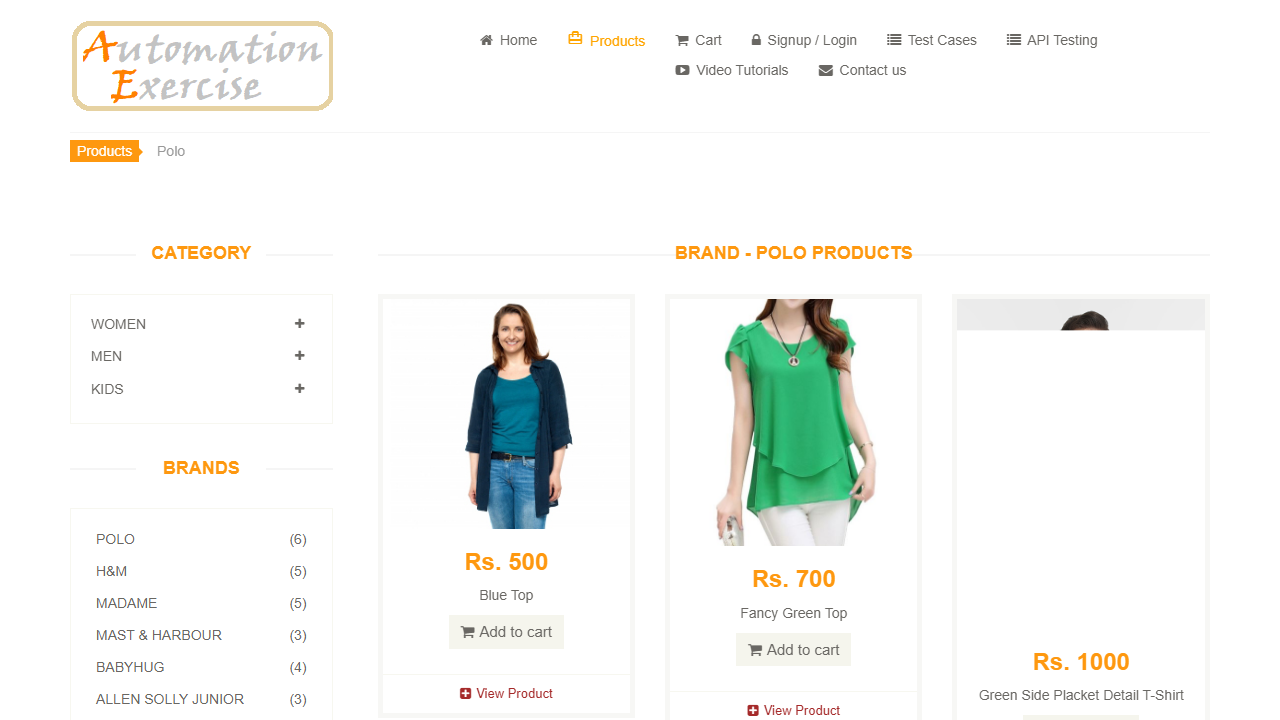 Automation
Exercise
Home
Products
Cart
Signup / Login
Test Cases
API Testing
Video Tutorials
Contact us
Products
Polo
CATEGORY
WOMEN
MEN
KIDS
BRANDS
POLO (6)
H&M (5)
MADAME (5)
MAST & HARBOUR (3)
BABYHUG (4)
ALLEN SOLLY JUNIOR (3)
BRAND - POLO PRODUCTS
Rs. 500
Blue Top
Add to cart
View Product
Rs. 700
Fancy Green Top
Add to cart
View Product
Rs. 1000
Green Side Placket Detail T-Shirt